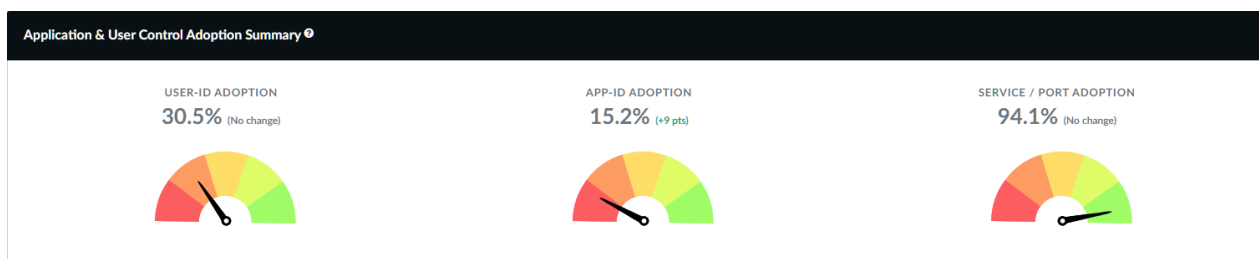 Application & User Control Adoption Summary ?
USER-ID ADOPTION
30.5% (No change)
APP-ID ADOPTION
15.2% (+9 pts)
SERVICE / PORT ADOPTION
94.1% (No change)